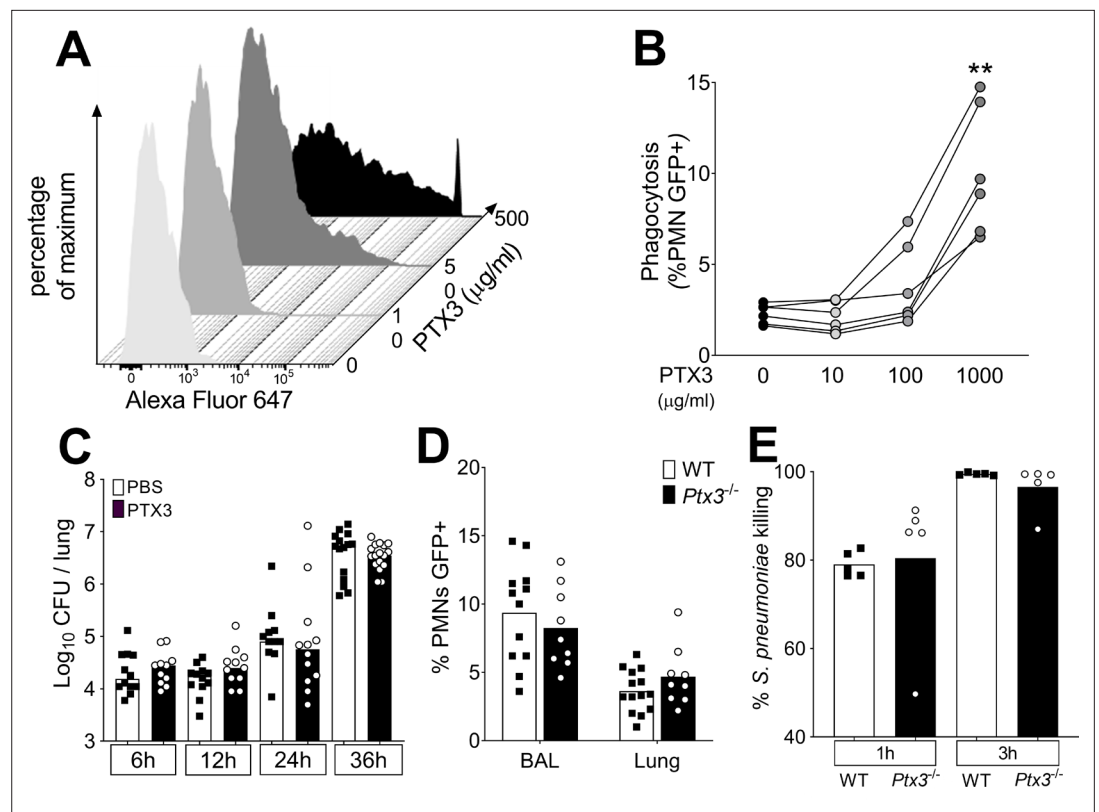 A
percentage
of maximum
0
10³
10⁴
10⁵
Alexa Fluor 647
0
1
0
5
0
500
PTX3 (μg/ml)
B
**
Phagocytosis
(%PMN GFP+)
15
10
5
0
PTX3 0 10 100 1000
(μg/ml)
C
PBS
PTX3
Log₁₀ CFU / lung
8
7
6
5
4
3
6h 12h 24h 36h
D
WT
Ptx3⁻/⁻
% PMNs GFP+
20
15
10
5
0
BAL Lung
E
% S. pneumoniae killing
100
80
60
40
1h 3h
WT Ptx3⁻/⁻ WT Ptx3⁻/⁻